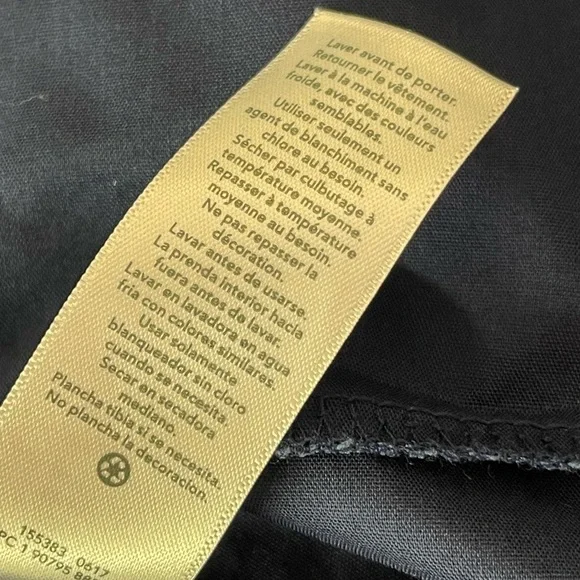 Laver avant de porter.
Retourner le vêtement.
Laver à la machine à l'eau
froide, avec des couleurs
semblables.
Utiliser seulement un
agent de blanchiment sans
chlore au besoin.
Sécher par culbutage à
température moyenne.
Repasser à température
moyenne au besoin.
Ne pas repasser la
décoration.
Lavar antes de usarse.
La prenda interior hacia
fuera antes de lavar.
Lavar en lavadora en agua
fría con colores similares.
Usar solamente
blanqueador sin cloro
cuando se necesita
Secar en secadora
mediano.
Plancha tibia si se necesita.
No plancha la decoración.
155383 0617
PC 1 90795